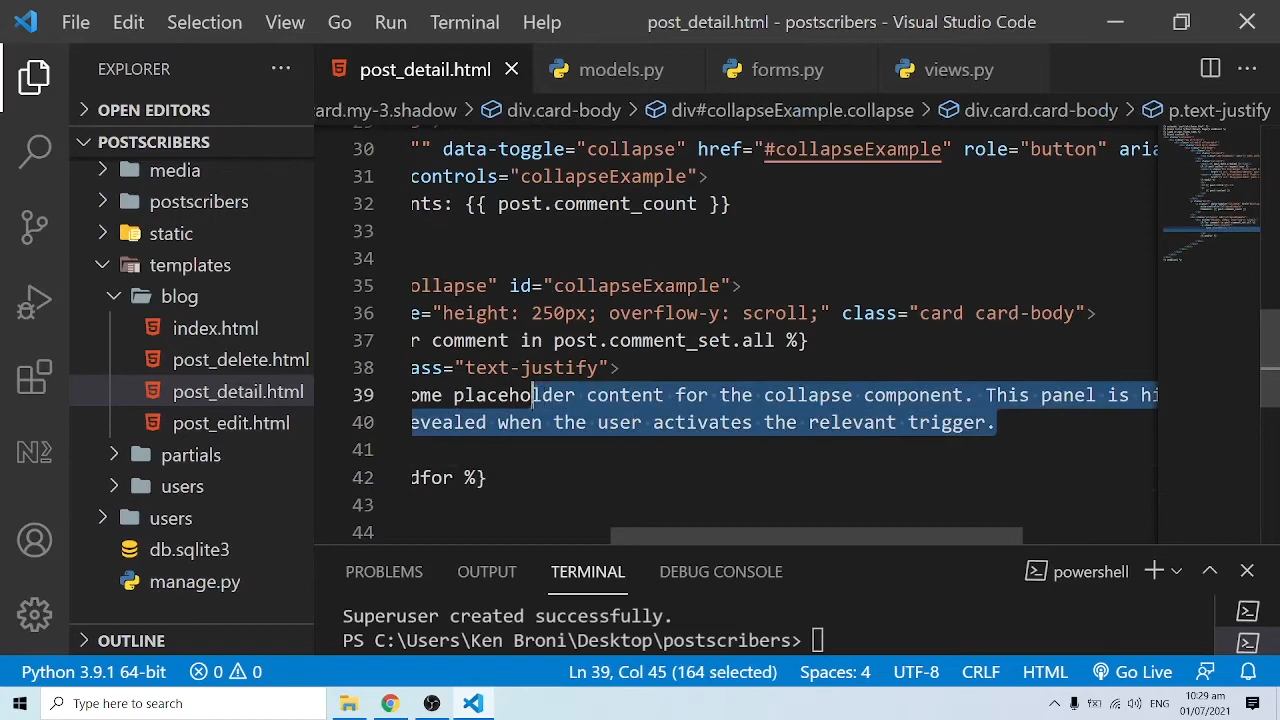 File Edit Selection View Go Run Terminal Help post_detail.html - postscribers - Visual Studio Code
EXPLORER
post_detail.html models.py forms.py views.py
OPEN EDITORS
ard.my-3.shadow > div.card-body > div#collapseExample.collapse > div.card.card-body > p.text-justify
POSTSCRIBERS
media
postscribers
static
templates
blog
index.html
post_delete.html
post_detail.html
post_edit.html
partials
users
users
db.sqlite3
manage.py
OUTLINE
30 "" data-toggle="collapse" href="#collapseExample" role="button" aria
31 controls="collapseExample">
32 nts: {{ post.comment_count }}
33
34
35 ollapse" id="collapseExample">
36 e="height: 250px; overflow-y: scroll;" class="card card-body">
37 r comment in post.comment_set.all %}
38 ass="text-justify">
39 ome placeholder content for the collapse component. This panel is hi
40 evealed when the user activates the relevant trigger.
41
42 dfor %}
43
44
PROBLEMS OUTPUT TERMINAL DEBUG CONSOLE powershell
Superuser created successfully.
PS C:\Users\Ken Broni\Desktop\postscribers>
Python 3.9.1 64-bit 0 0 Ln 39, Col 45 (164 selected) Spaces: 4 UTF-8 CRLF HTML Go Live
Type here to search
ENG
10:29 am
01/07/2021